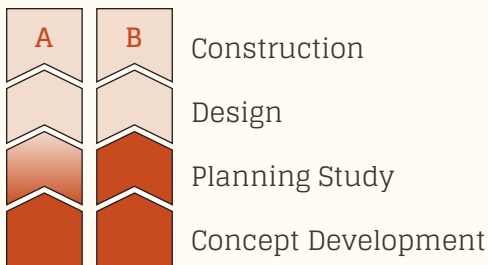 A B
Construction
Design
Planning Study
Concept Development